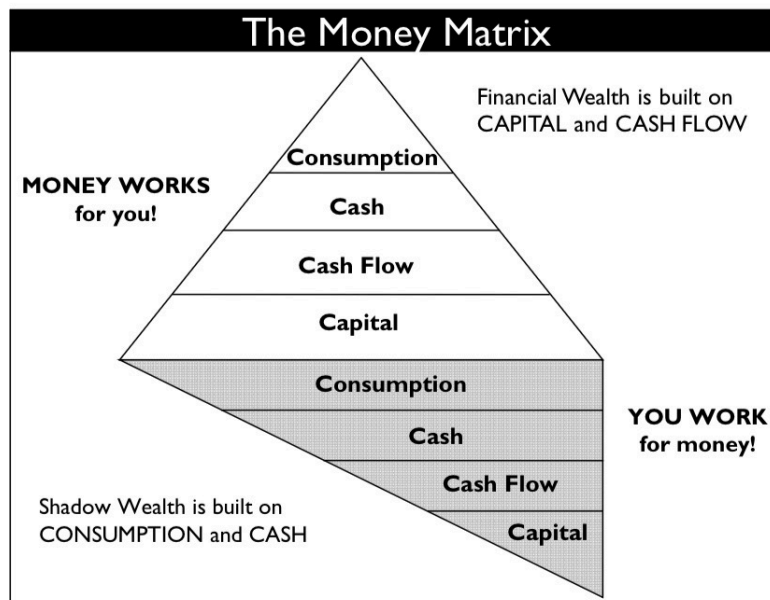 The Money Matrix
Financial Wealth is built on
CAPITAL and CASH FLOW
Consumption
MONEY WORKS
for you!
Cash
Cash Flow
Capital
Consumption
Cash
YOU WORK
for money!
Cash Flow
Shadow Wealth is built on
CONSUMPTION and CASH
Capital